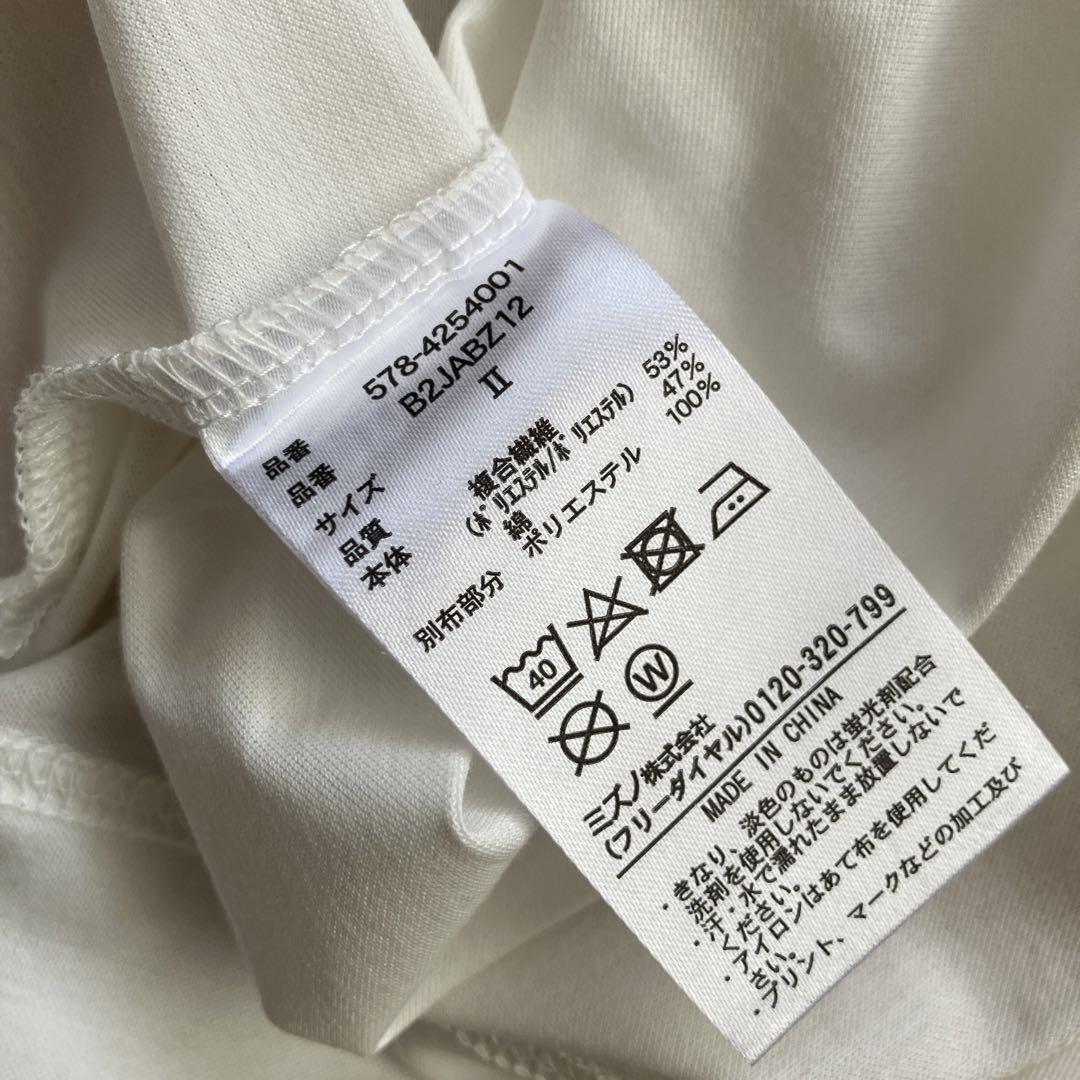 品番 578-4254001
品番 B2JABZ12
サイズ II
品質
本体 複合繊維 53%
(ﾎﾟﾘｴｽﾃﾙ/ﾎﾟﾘｴｽﾃﾙ)
綿 47%
別布部分 ポリエステル 100%
40
W
ミズノ株式会社
(フリーダイヤル)0120-320-799
MADE IN CHINA
・きなり、淡色のものは蛍光剤配合
洗剤を使用しないでください。
・汗・水で濡れたまま放置しないで
ください。
・アイロンはあて布を使用してくだ
さい。
・プリント、マークなどの加工及び